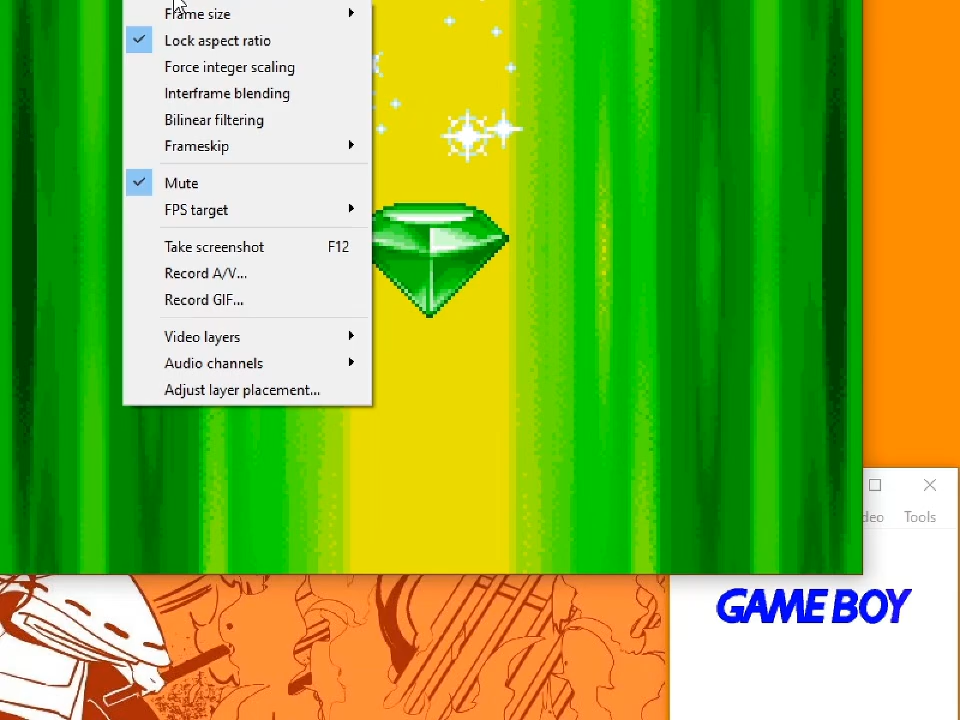 Frame size
Lock aspect ratio
Force integer scaling
Interframe blending
Bilinear filtering
Frameskip
Mute
FPS target
Take screenshot F12
Record A/V...
Record GIF...
Video layers
Audio channels
Adjust layer placement...
Tools
GAME BOY